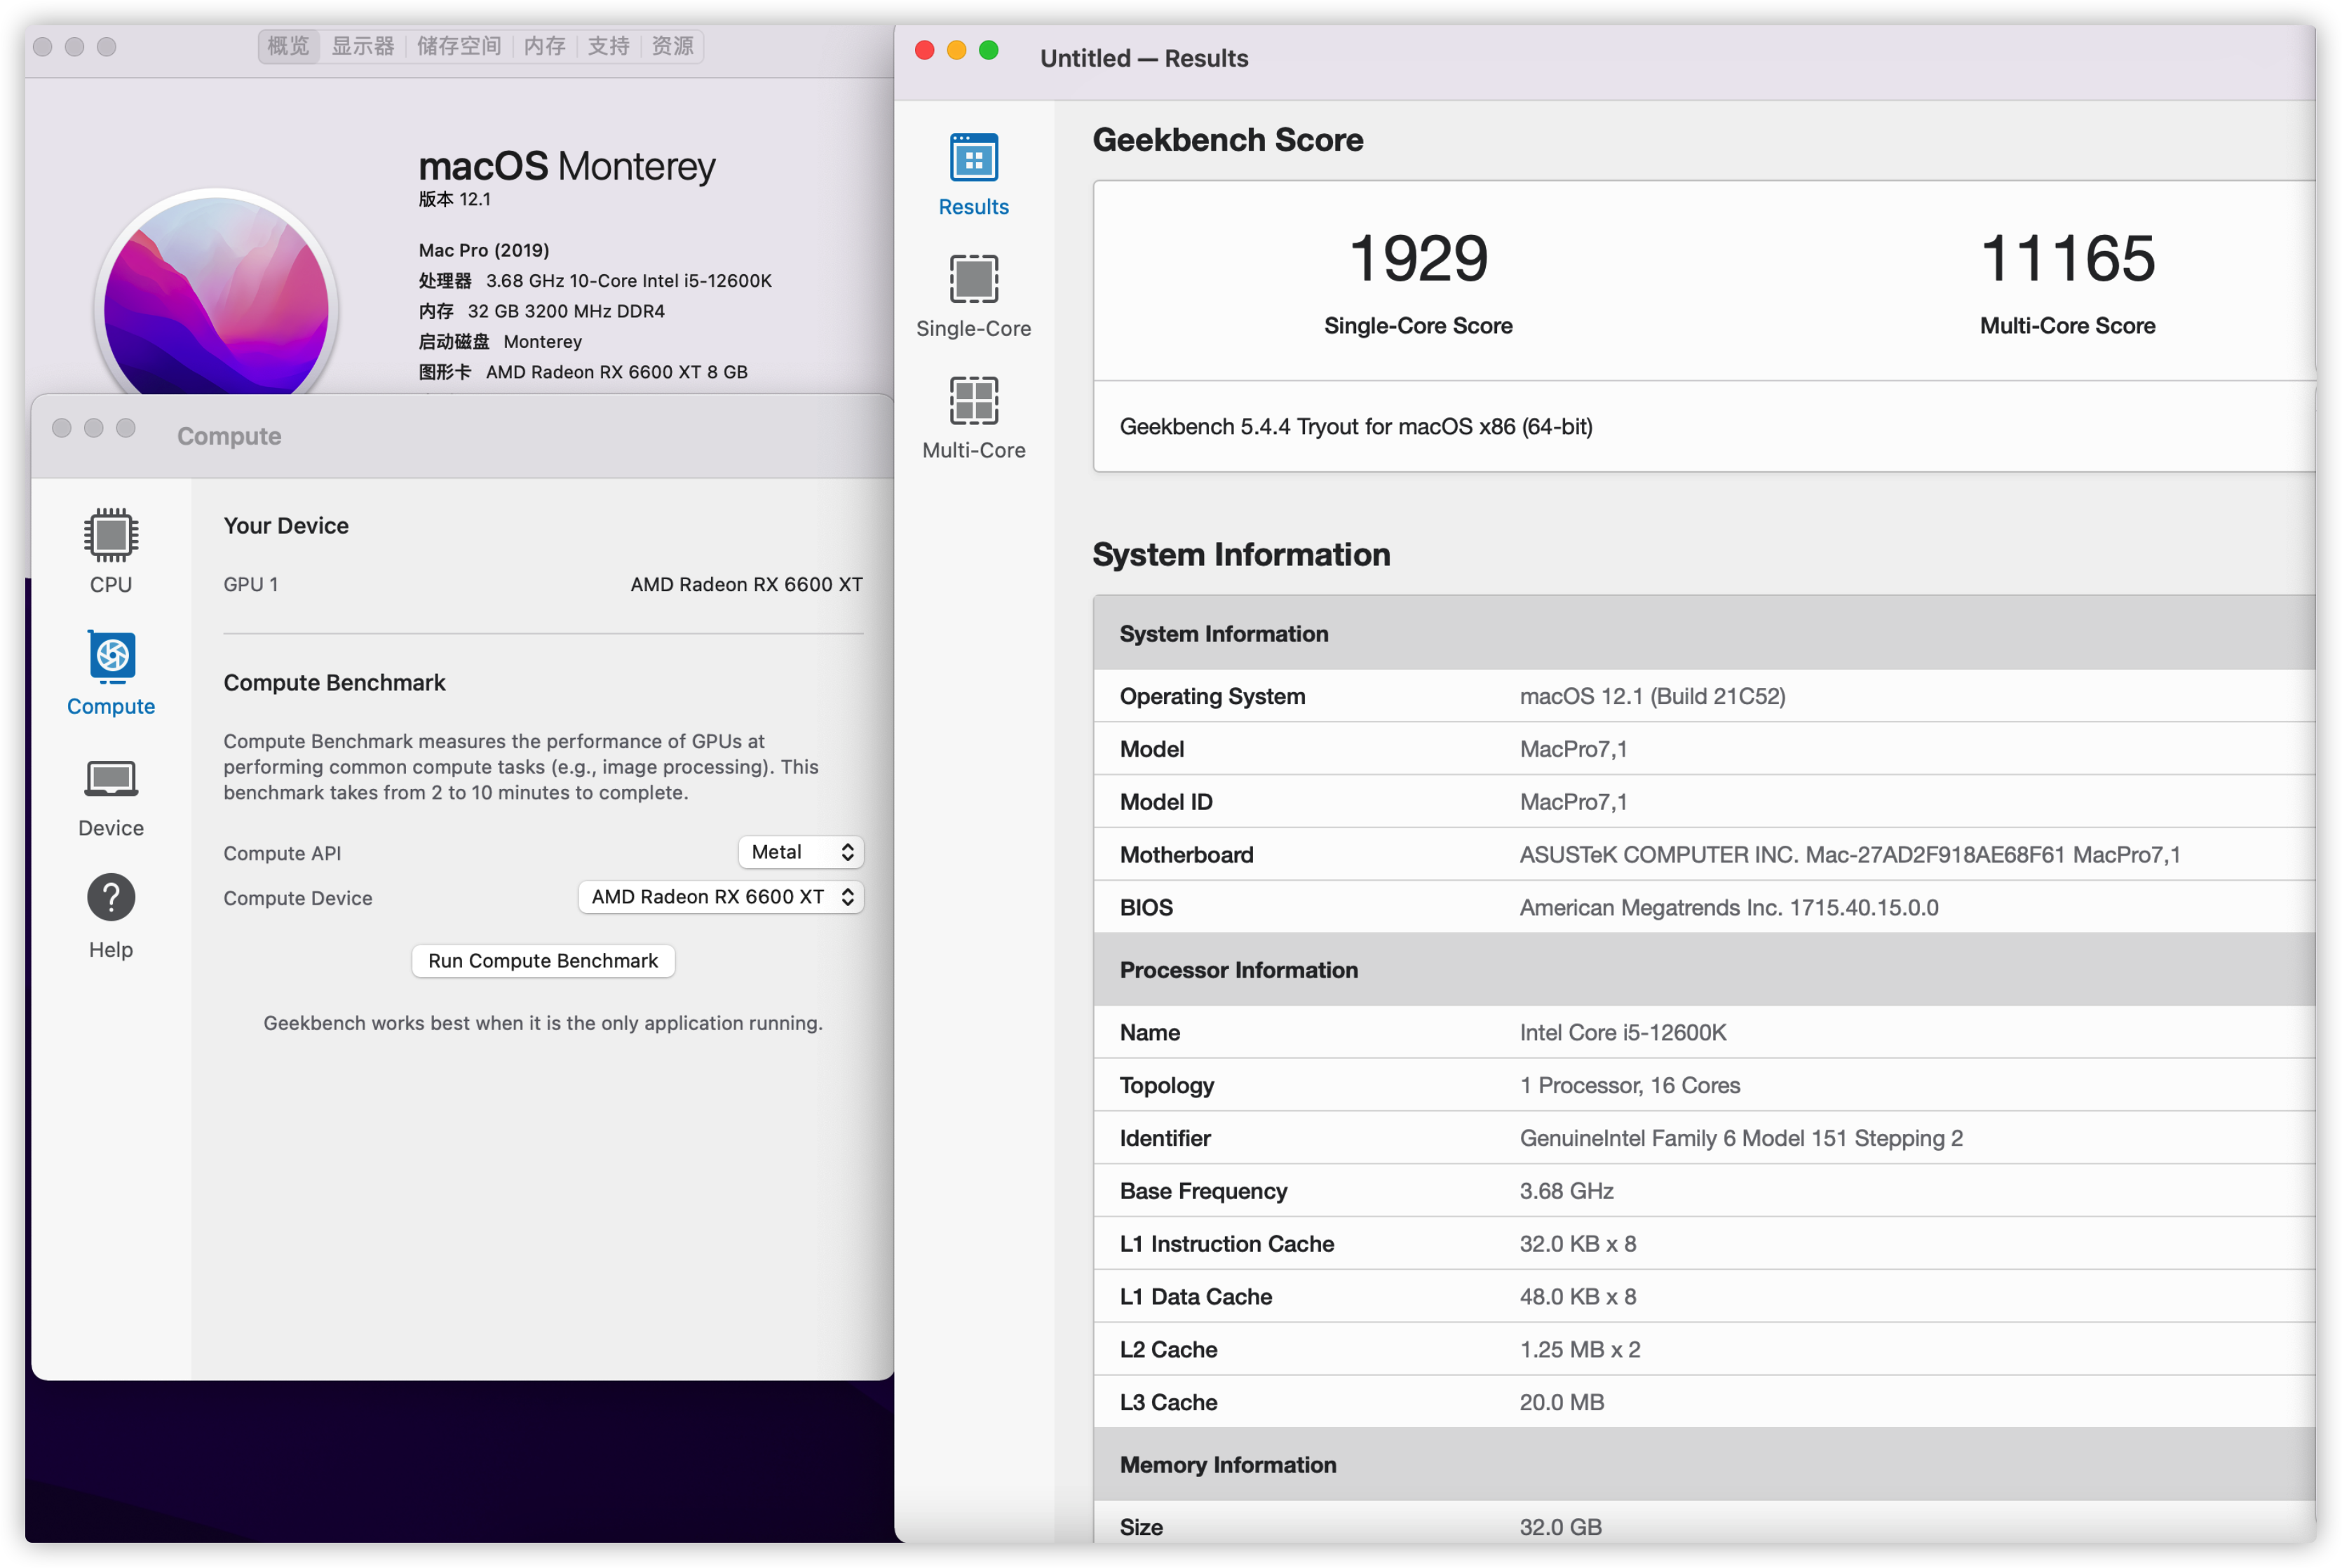 概览 显示器 储存空间 内存 支持 资源
macOS Monterey
版本 12.1
Mac Pro (2019)
处理器 3.68 GHz 10-Core Intel i5-12600K
内存 32 GB 3200 MHz DDR4
启动磁盘 Monterey
图形卡 AMD Radeon RX 6600 XT 8 GB
Compute
CPU
Compute
Device
Help
Your Device
GPU 1 AMD Radeon RX 6600 XT
Compute Benchmark
Compute Benchmark measures the performance of GPUs at
performing common compute tasks (e.g., image processing). This
benchmark takes from 2 to 10 minutes to complete.
Compute API Metal
Compute Device AMD Radeon RX 6600 XT
Run Compute Benchmark
Geekbench works best when it is the only application running.
Untitled — Results
Results
Single-Core
Multi-Core
Geekbench Score
1929 11165
Single-Core Score Multi-Core Score
Geekbench 5.4.4 Tryout for macOS x86 (64-bit)
System Information
System Information
Operating System macOS 12.1 (Build 21C52)
Model MacPro7,1
Model ID MacPro7,1
Motherboard ASUSTeK COMPUTER INC. Mac-27AD2F918AE68F61 MacPro7,1
BIOS American Megatrends Inc. 1715.40.15.0.0
Processor Information
Name Intel Core i5-12600K
Topology 1 Processor, 16 Cores
Identifier GenuineIntel Family 6 Model 151 Stepping 2
Base Frequency 3.68 GHz
L1 Instruction Cache 32.0 KB x 8
L1 Data Cache 48.0 KB x 8
L2 Cache 1.25 MB x 2
L3 Cache 20.0 MB
Memory Information
Size 32.0 GB